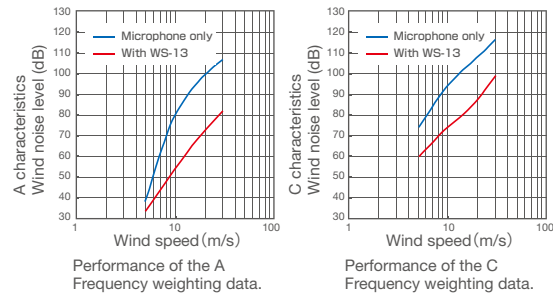 130
120
110
100
90
80
70
60
50
40
30
A characteristics
Wind noise level (dB)
Microphone only
With WS-13
1
10
100
Wind speed (m/s)
Performance of the A
Frequency weighting data.
130
120
110
100
90
80
70
60
50
40
30
C characteristics
Wind noise level (dB)
Microphone only
With WS-13
1
10
100
Wind speed (m/s)
Performance of the C
Frequency weighting data.